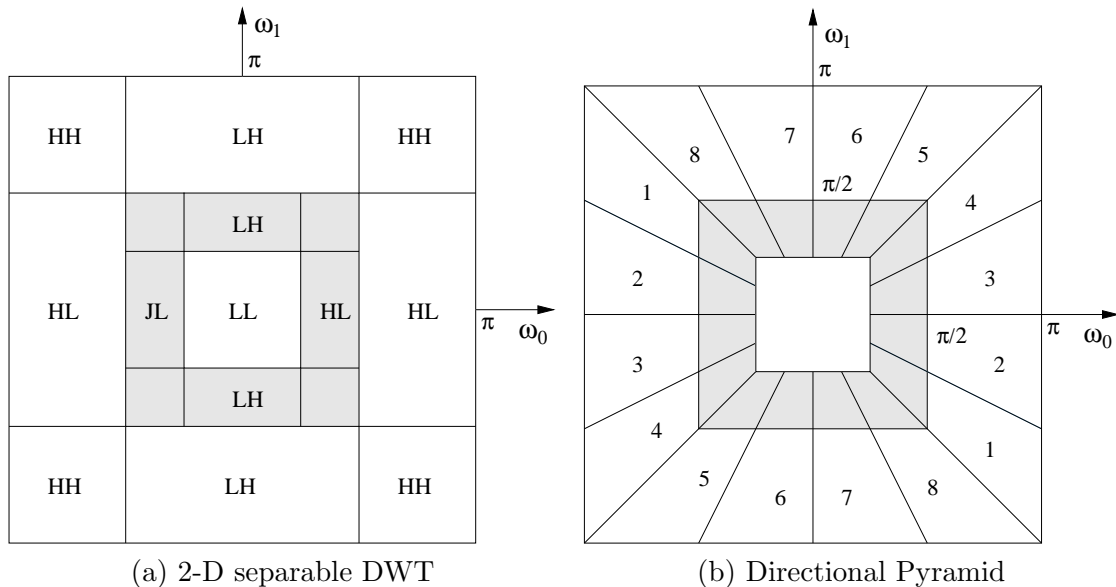 ω1
π
HH LH HH
LH
HL JL LL HL HL
π
ω0
LH
HH LH HH
(a) 2-D separable DWT
ω1
π
7 6
8 5
π/2
1 4
2 3
π
π/2
ω0
3 2
4 1
5 8
6 7
(b) Directional Pyramid